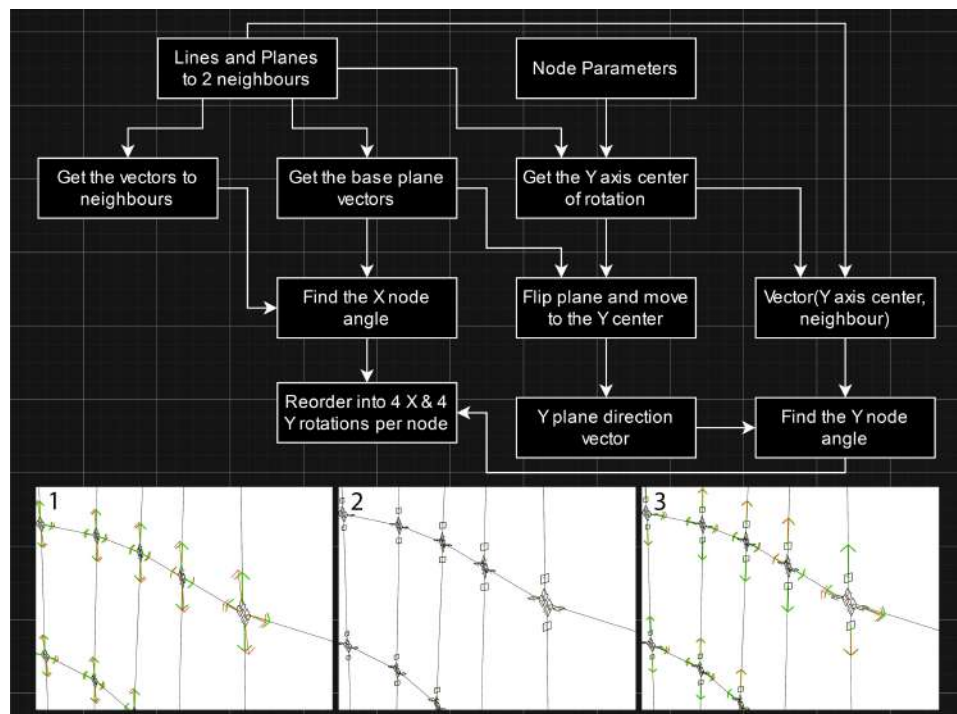 Lines and Planes
to 2 neighbours
Node Parameters
Get the vectors to
neighbours
Get the base plane
vectors
Get the Y axis center
of rotation
Find the X node
angle
Flip plane and move
to the Y center
Vector(Y axis center,
neighbour)
Reorder into 4 X & 4
Y rotations per node
Y plane direction
vector
Find the Y node
angle
1
2
3